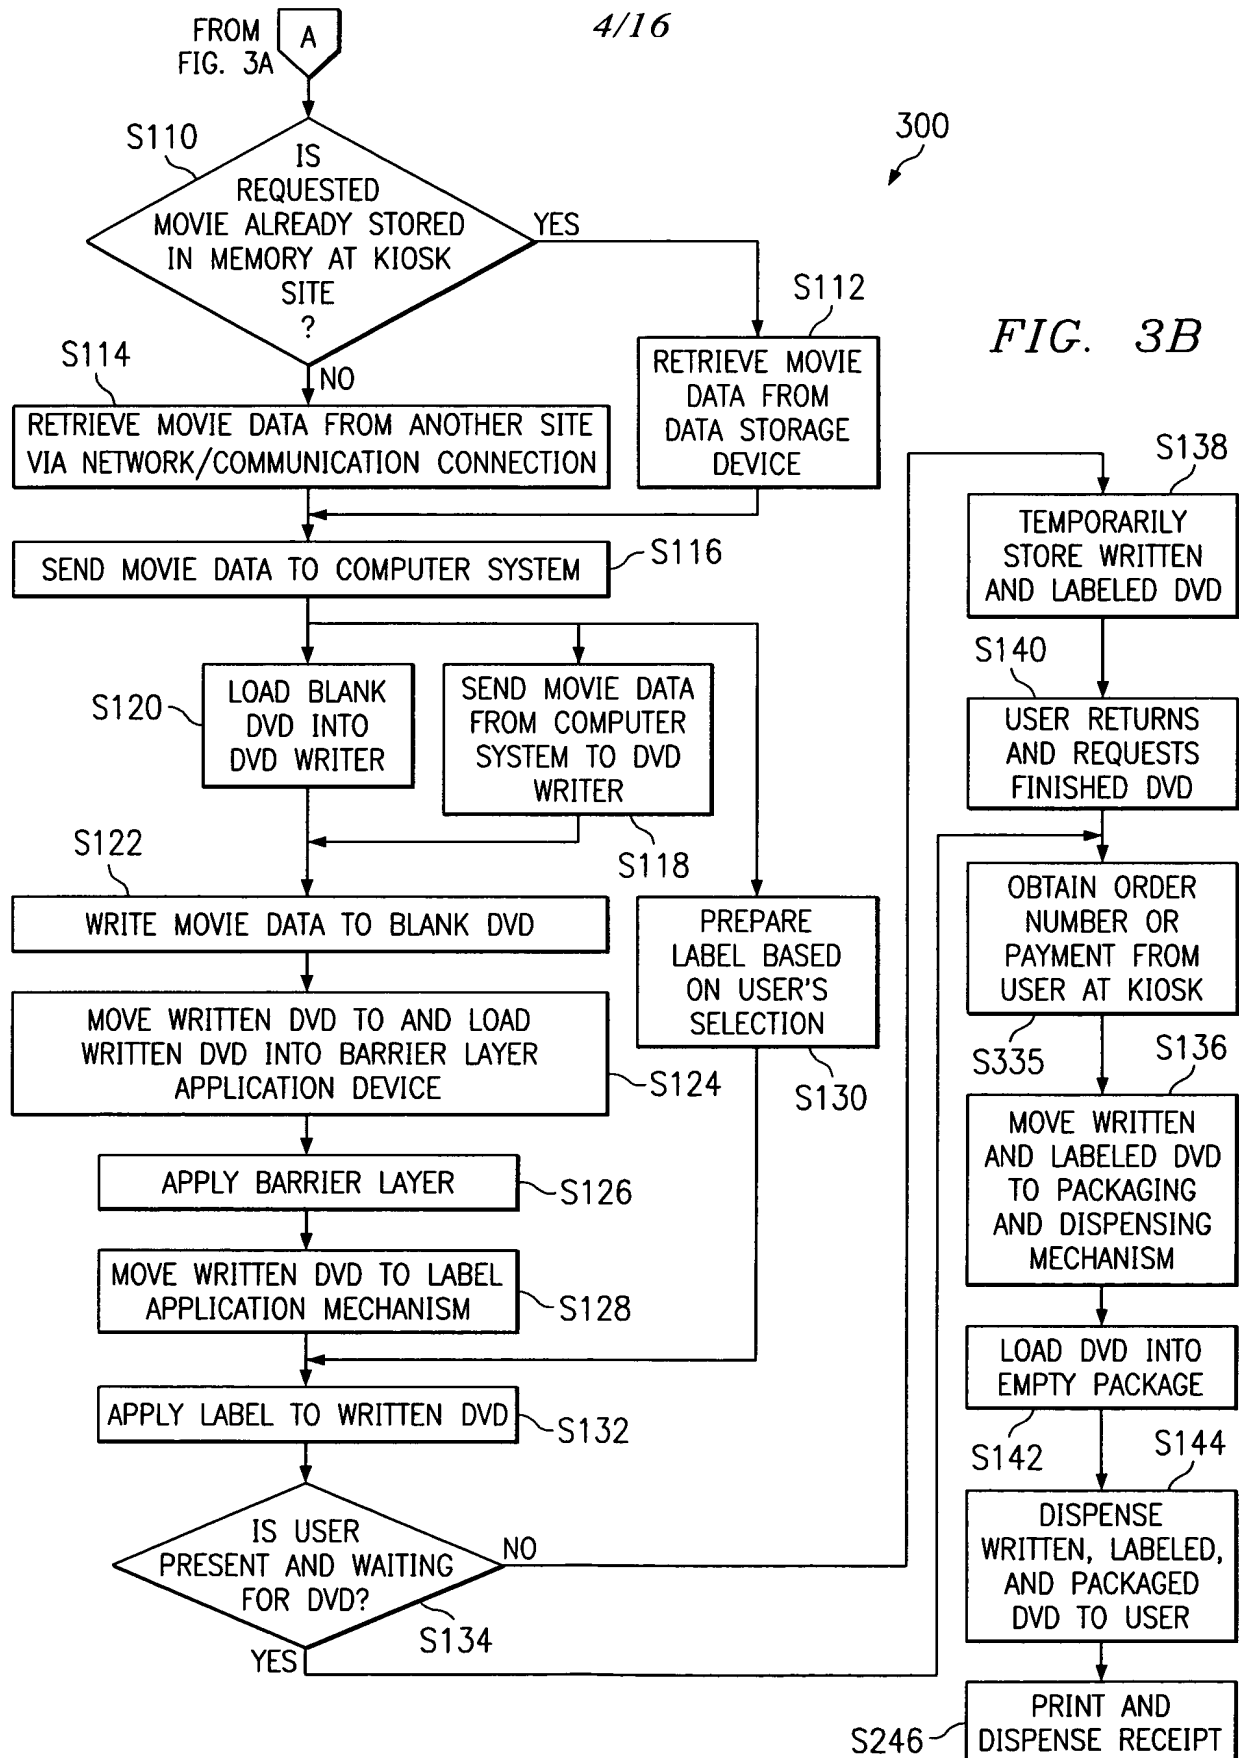 4/16
FROM
FIG. 3A
A
300
FIG. 3B
S110
IS
REQUESTED
MOVIE ALREADY STORED
IN MEMORY AT KIOSK
SITE
?
YES
NO
S112
RETRIEVE MOVIE
DATA FROM
DATA STORAGE
DEVICE
S114
RETRIEVE MOVIE DATA FROM ANOTHER SITE
VIA NETWORK/COMMUNICATION CONNECTION
SEND MOVIE DATA TO COMPUTER SYSTEM
S116
S120
LOAD BLANK
DVD INTO
DVD WRITER
SEND MOVIE DATA
FROM COMPUTER
SYSTEM TO DVD
WRITER
S118
S122
WRITE MOVIE DATA TO BLANK DVD
PREPARE
LABEL BASED
ON USER'S
SELECTION
S130
MOVE WRITTEN DVD TO AND LOAD
WRITTEN DVD INTO BARRIER LAYER
APPLICATION DEVICE
S124
APPLY BARRIER LAYER
S126
MOVE WRITTEN DVD TO LABEL
APPLICATION MECHANISM
S128
APPLY LABEL TO WRITTEN DVD
S132
IS USER
PRESENT AND WAITING
FOR DVD?
NO
S134
YES
S138
TEMPORARILY
STORE WRITTEN
AND LABELED DVD
S140
USER RETURNS
AND REQUESTS
FINISHED DVD
OBTAIN ORDER
NUMBER OR
PAYMENT FROM
USER AT KIOSK
S335
S136
MOVE WRITTEN
AND LABELED DVD
TO PACKAGING
AND DISPENSING
MECHANISM
LOAD DVD INTO
EMPTY PACKAGE
S142
S144
DISPENSE
WRITTEN, LABELED,
AND PACKAGED
DVD TO USER
PRINT AND
DISPENSE RECEIPT
S246